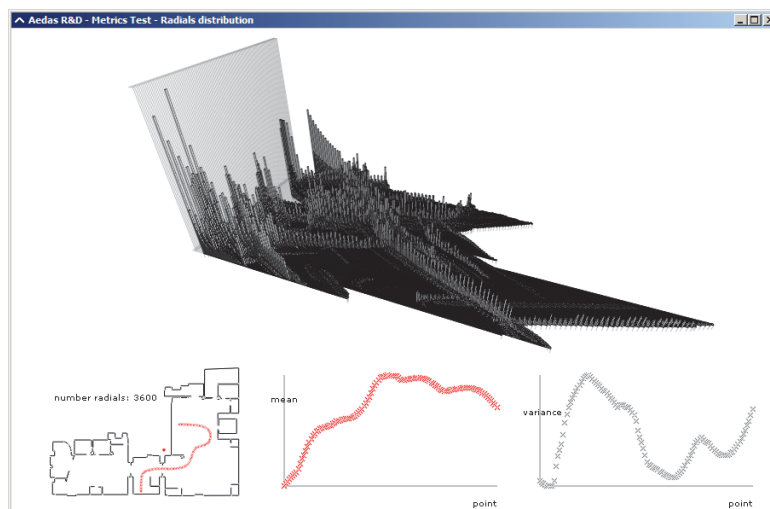 Aedas R&D - Metrics Test - Radials distribution
number radials: 3600
mean
point
variance
point